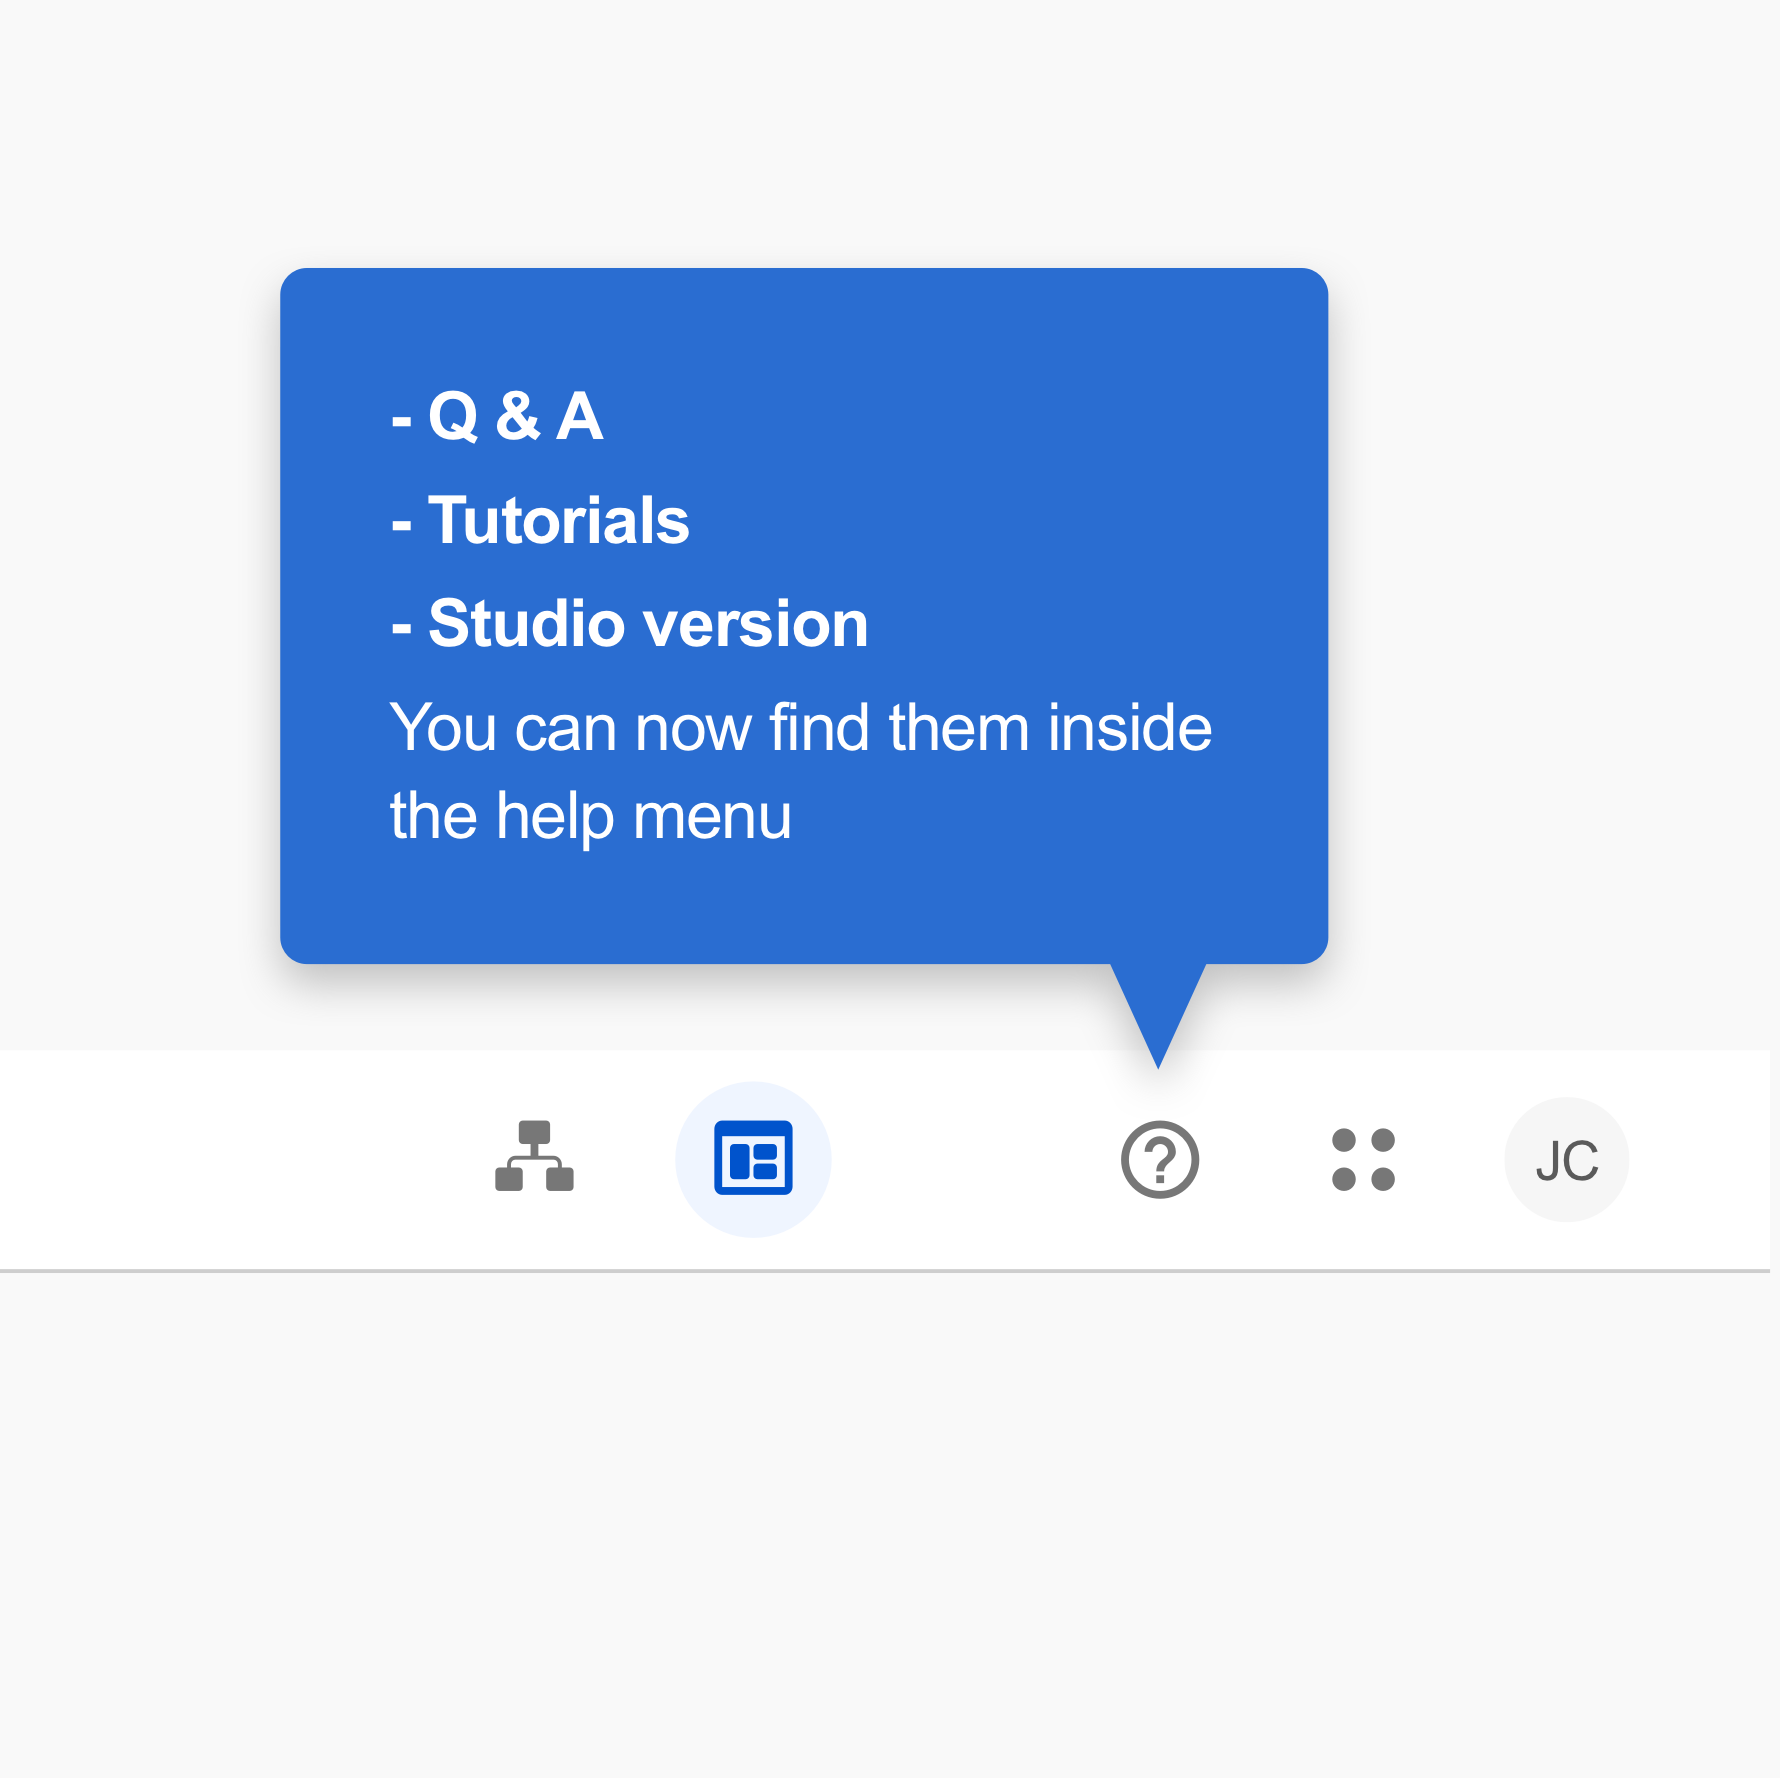 - Q & A
- Tutorials
- Studio version
You can now find them inside
the help menu
?
JC